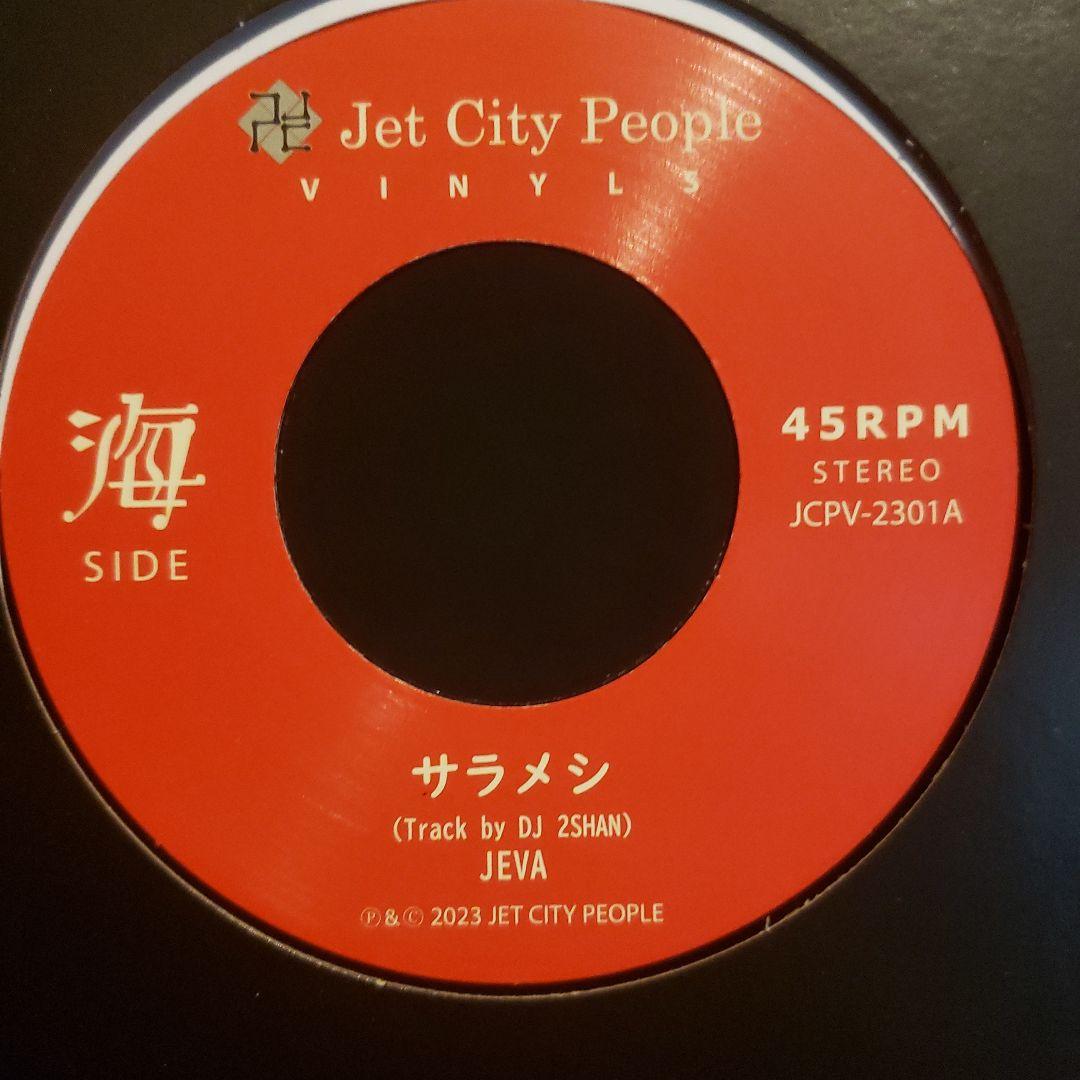 Jet City People
VINYLS
海
SIDE
45RPM
STEREO
JCPV-2301A
サラメシ
(Track by DJ 2SHAN)
JEVA
℗&© 2023 JET CITY PEOPLE